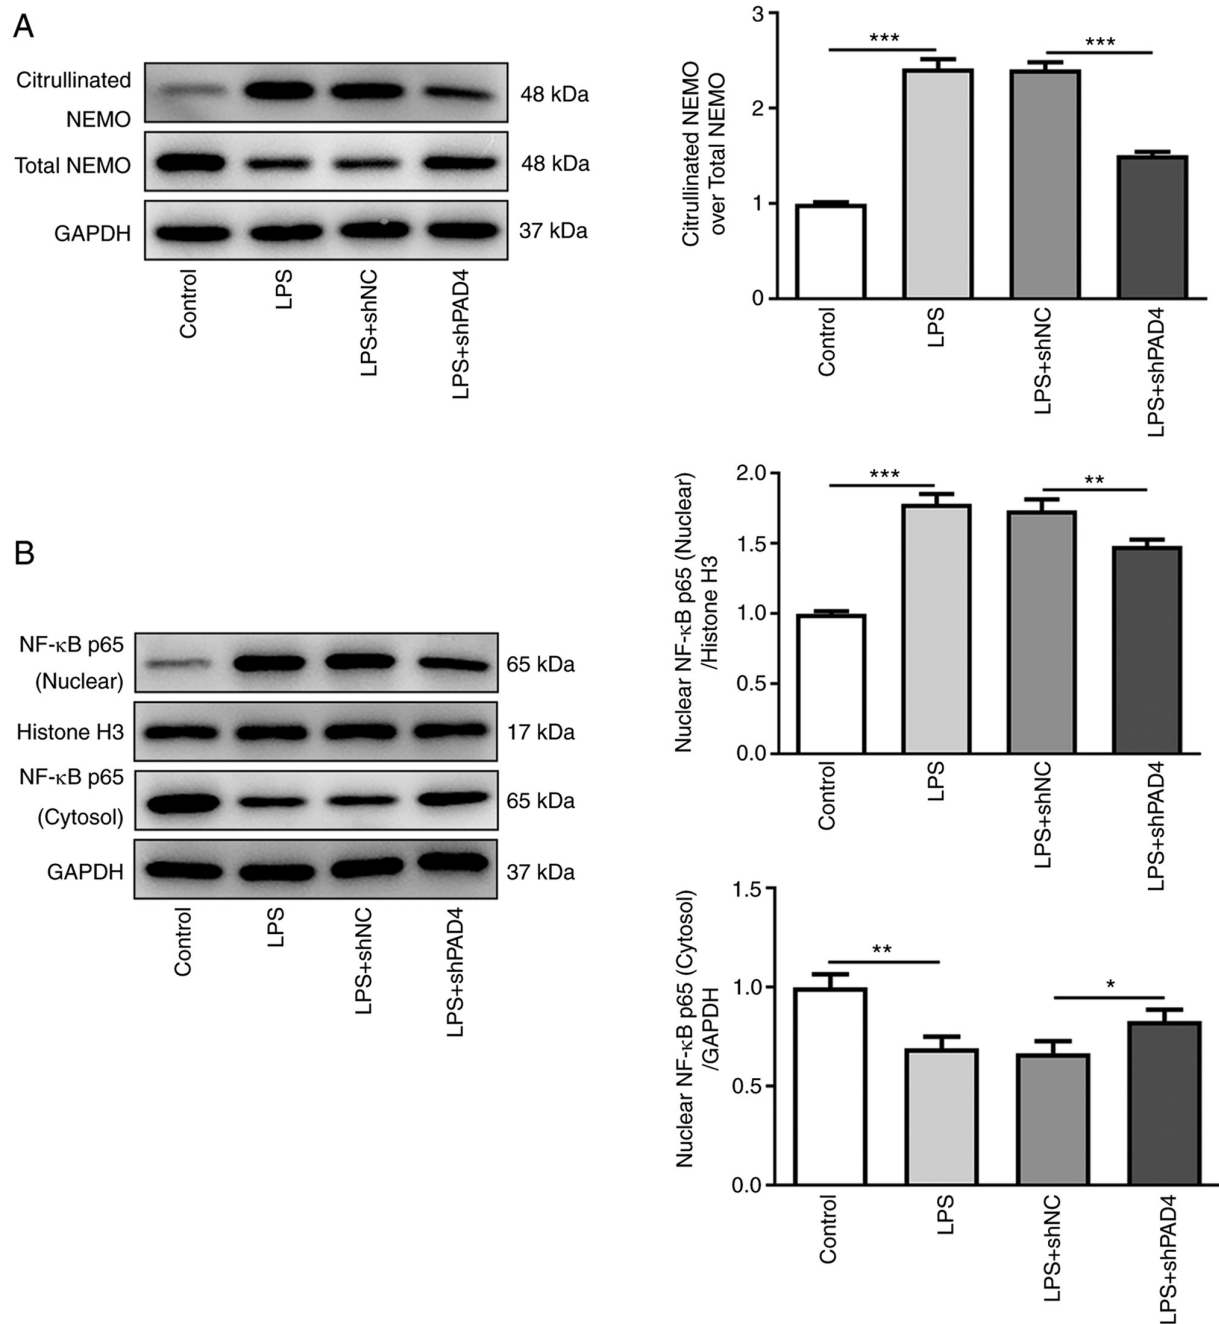 A
Citrullinated
NEMO
48 kDa
Total NEMO
48 kDa
GAPDH
37 kDa
Control
LPS
LPS+shNC
LPS+shPAD4
Citrullinated NEMO
over Total NEMO
3
2
1
0
***
***
Control
LPS
LPS+shNC
LPS+shPAD4
B
NF-κB p65
(Nuclear)
65 kDa
Histone H3
17 kDa
NF-κB p65
(Cytosol)
65 kDa
GAPDH
37 kDa
Control
LPS
LPS+shNC
LPS+shPAD4
Nuclear NF-κB p65 (Nuclear)
/Histone H3
2.0
1.5
1.0
0.5
0.0
***
**
Control
LPS
LPS+shNC
LPS+shPAD4
Nuclear NF-κB p65 (Cytosol)
/GAPDH
1.5
1.0
0.5
0.0
**
*
Control
LPS
LPS+shNC
LPS+shPAD4